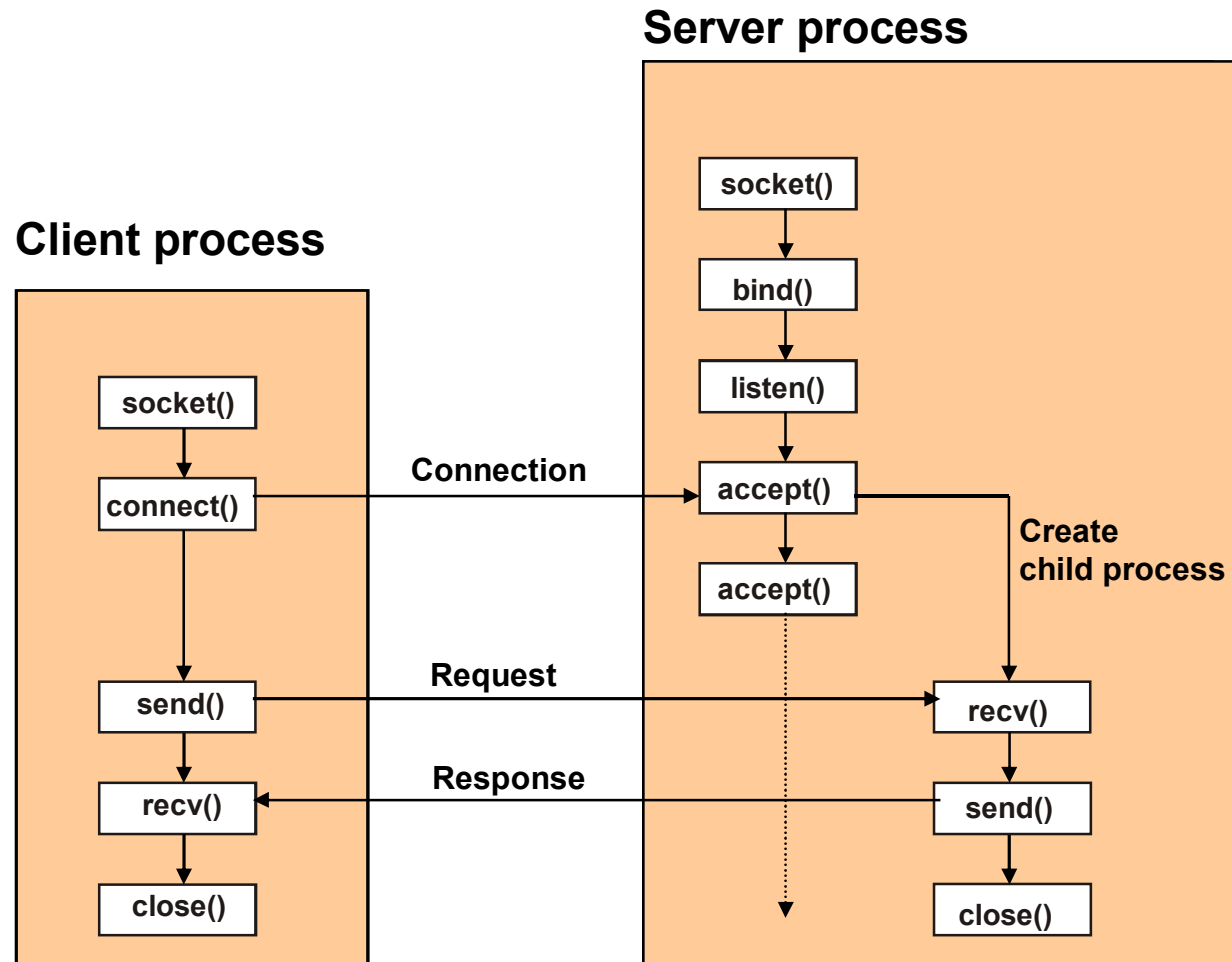 Server process
socket()
bind()
listen()
accept()
accept()
Create
child process
recv()
send()
close()
Client process
socket()
connect()
send()
recv()
close()
Connection
Request
Response